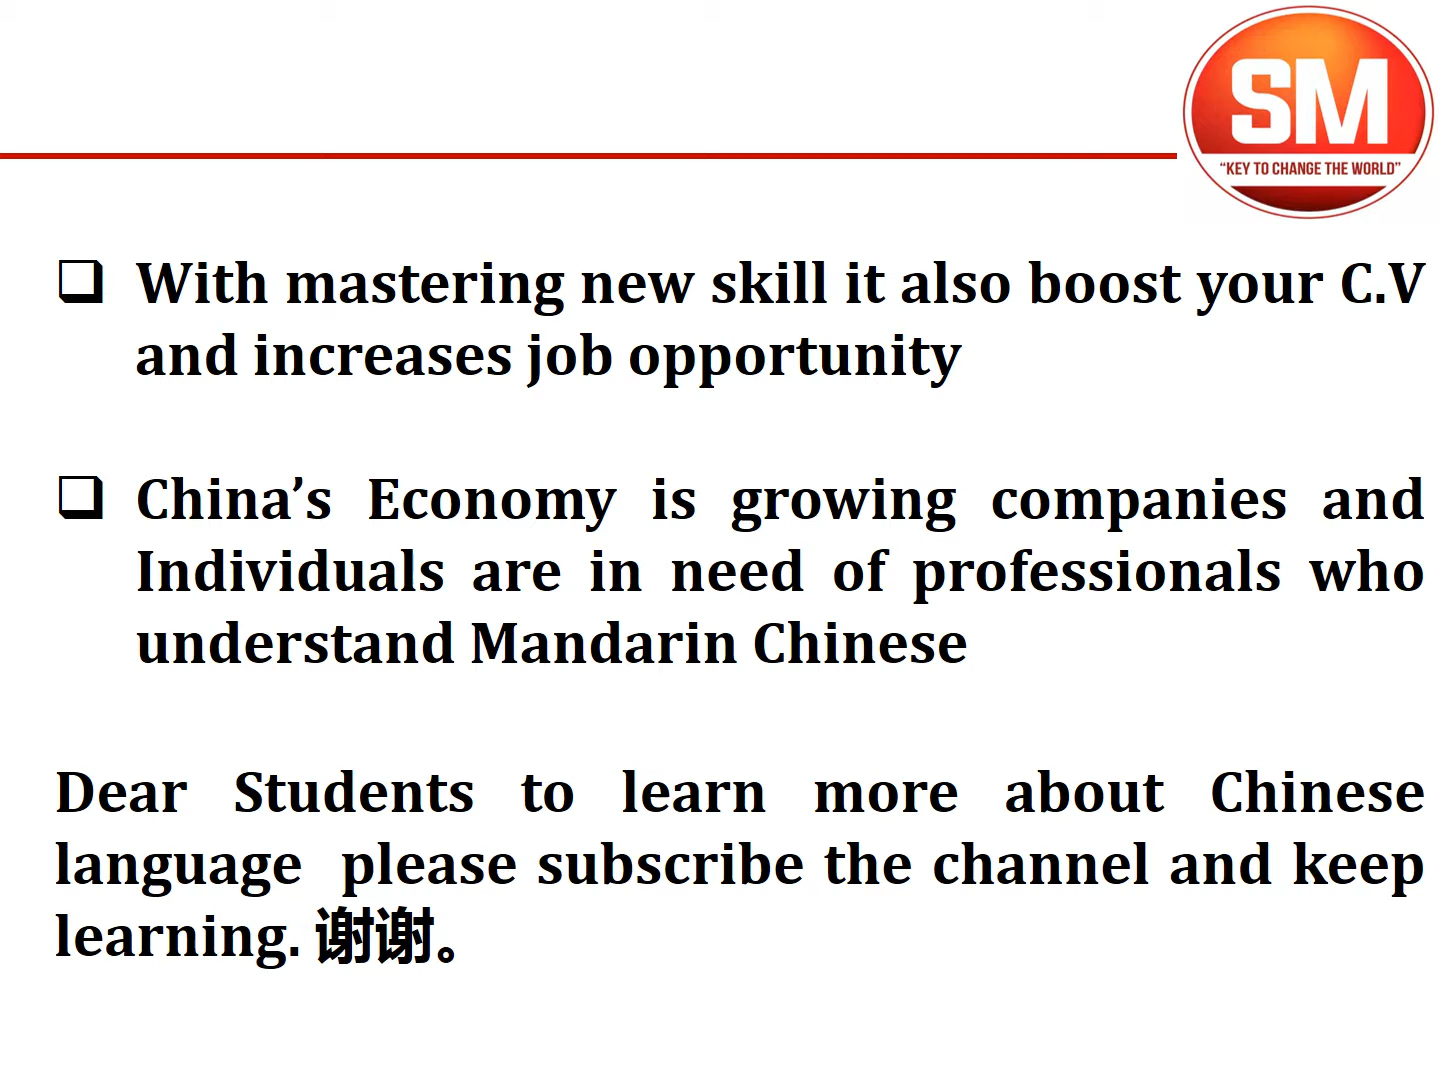 SM
“KEY TO CHANGE THE WORLD”
❑ With mastering new skill it also boost your C.V
and increases job opportunity
❑ China’s Economy is growing companies and
Individuals are in need of professionals who
understand Mandarin Chinese
Dear Students to learn more about Chinese
language please subscribe the channel and keep
learning. 谢谢。